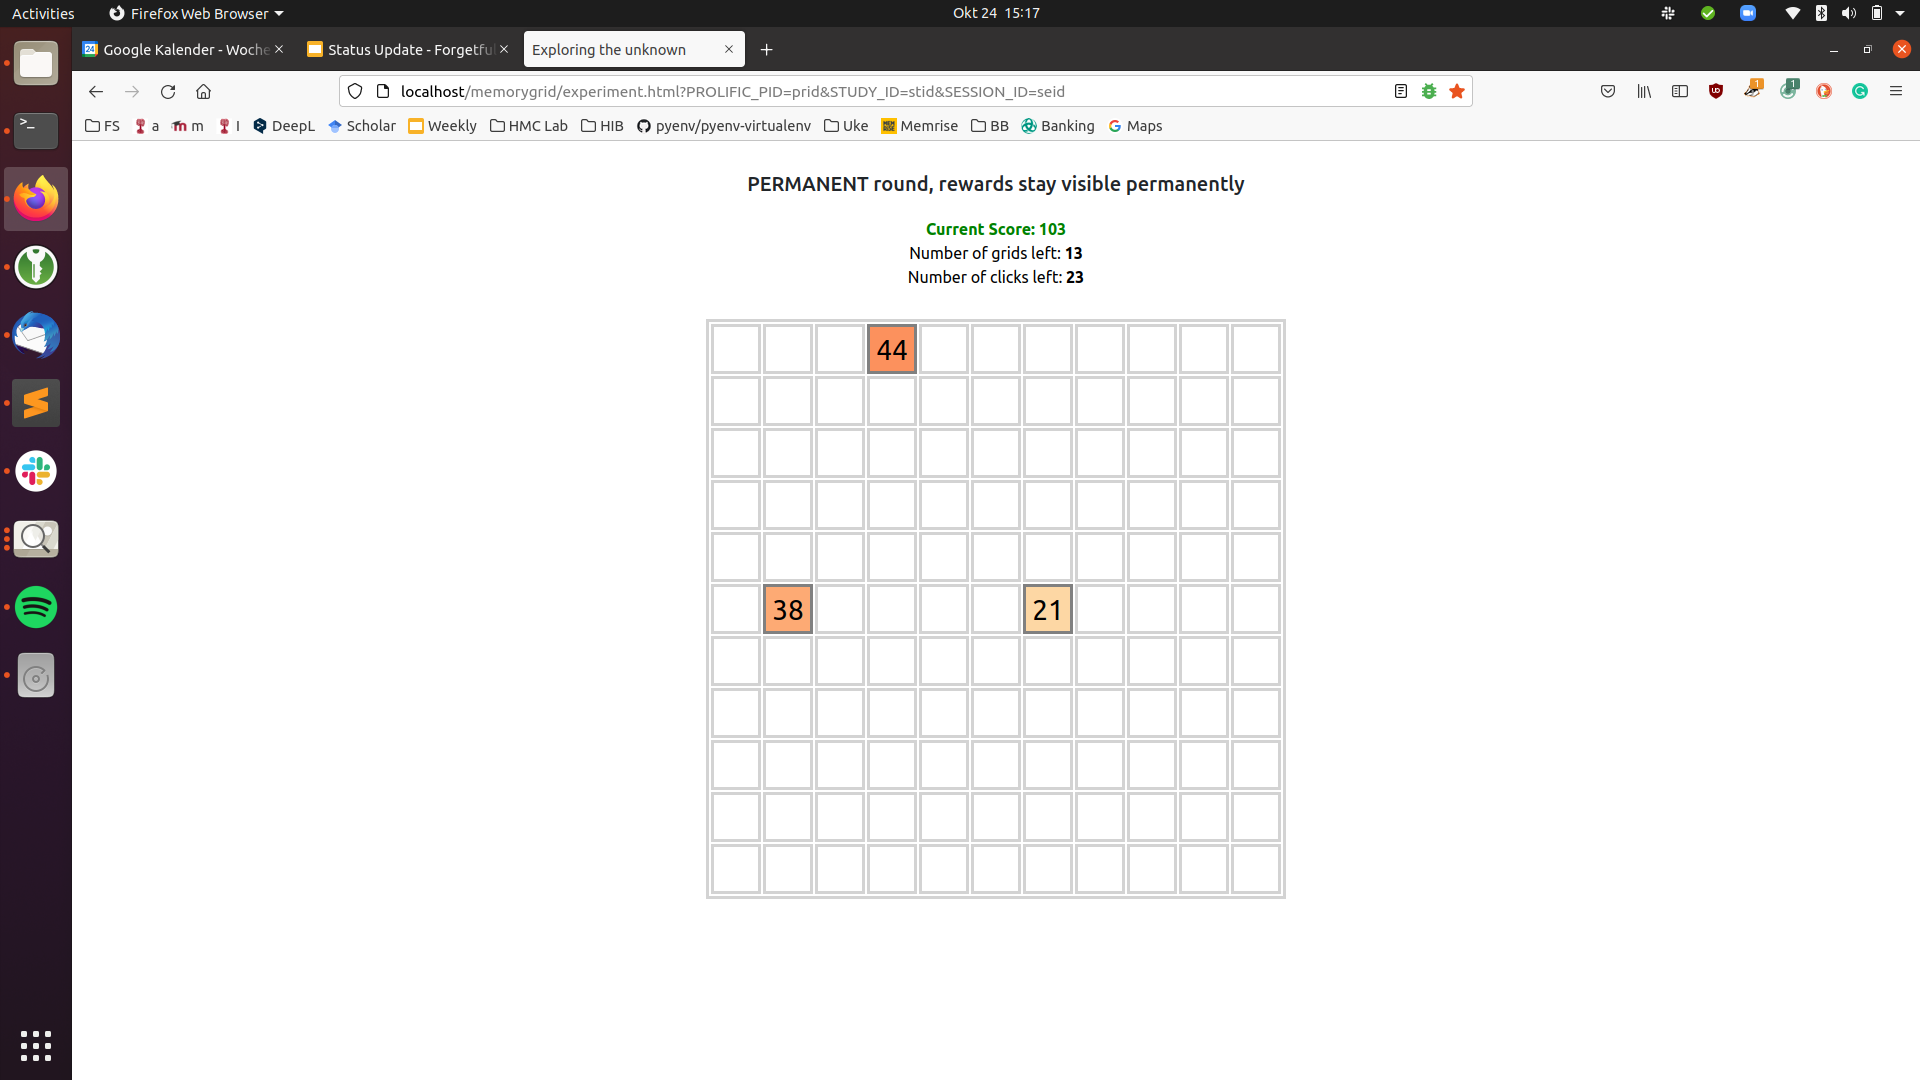 Activities Firefox Web Browser Okt 24 15:17
24 Google Kalender - Woche Status Update - Forgetful Exploring the unknown
localhost/memorygrid/experiment.html?PROLIFIC_PID=prid&STUDY_ID=stid&SESSION_ID=seid 1 1
FS a m m I DeepL Scholar Weekly HMC Lab HIB pyenv/pyenv-virtualenv Uke Memrise BB Banking G Maps
PERMANENT round, rewards stay visible permanently
Current Score: 103
Number of grids left: 13
Number of clicks left: 23
44
38 21